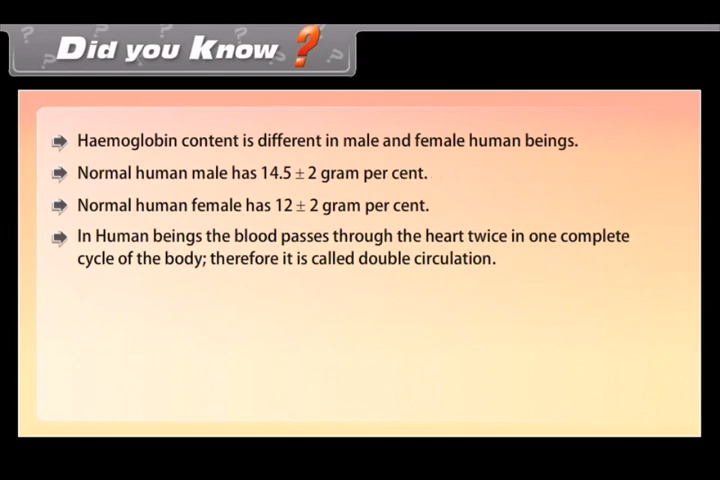 Did you Know ?
Haemoglobin content is different in male and female human beings.
Normal human male has 14.5 ± 2 gram per cent.
Normal human female has 12 ± 2 gram per cent.
In Human beings the blood passes through the heart twice in one complete
cycle of the body; therefore it is called double circulation.